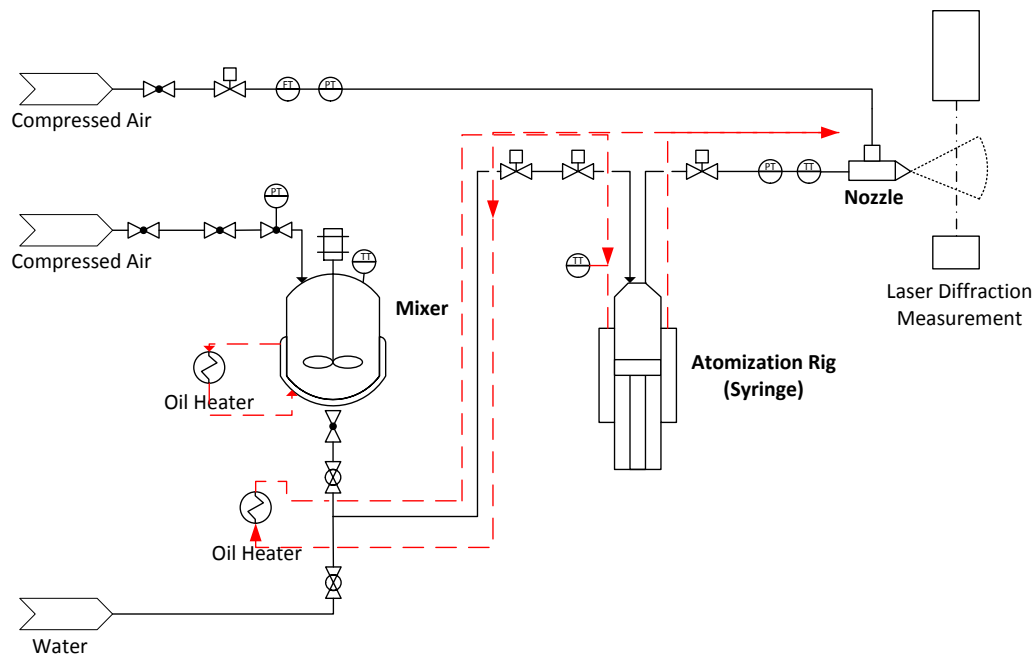 Compressed Air
FT
PT
Compressed Air
PT
TT
Mixer
Oil Heater
Oil Heater
Water
TT
Atomization Rig
(Syringe)
PT
TT
Nozzle
Laser Diffraction
Measurement